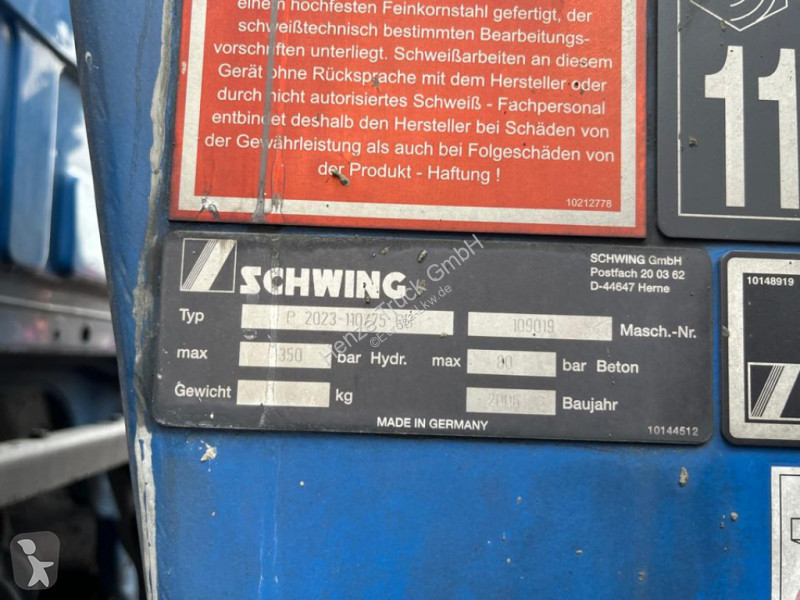 einem hochfesten Feinkornstahl gefertigt, der
schweißtechnisch bestimmten Bearbeitungs-
vorschriften unterliegt. Schweißarbeiten an diesem
Gerät ohne Rücksprache mit dem Hersteller oder
durch nicht autorisiertes Schweiß - Fachpersonal
entbindet deshalb den Hersteller bei Schäden von
der Gewährleistung als auch bei Folgeschäden von
der Produkt - Haftung !
10212778
11
SCHWING
SCHWING GmbH
Postfach 20 03 62
D-44647 Herne
Typ P 2023-110/75 109019 Masch.-Nr.
max 350 bar Hydr. max bar Beton
Gewicht kg Baujahr
MADE IN GERMANY
10144512
10148919
Henze Truck GmbH